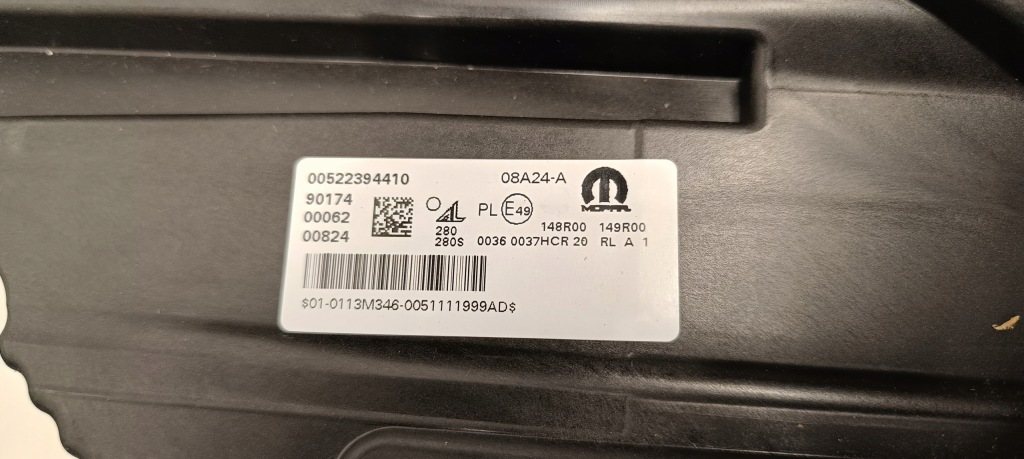 00522394410 08A24-A
90174
00062
00824
AL PL E49 MOPAR
280 148R00 149R00
280S 0036 0037HCR 20 RL A 1
$01-0113M346-0051111999AD$